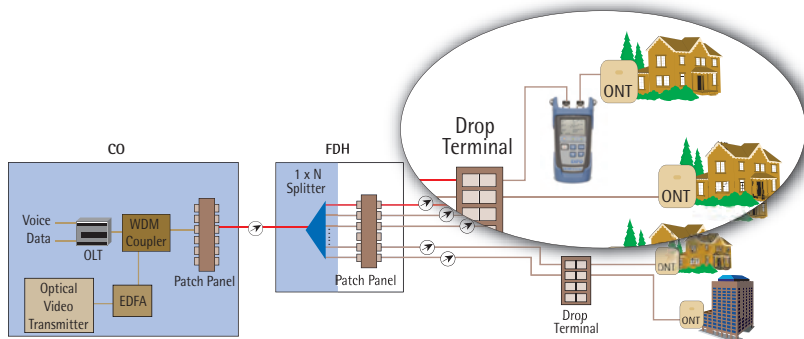 CO
FDH
1 x N
Splitter
Drop
Terminal
ONT
ONT
Voice
Data
OLT
WDM
Coupler
Patch Panel
Patch Panel
Optical
Video
Transmitter
EDFA
Drop
Terminal
ONT
ONT